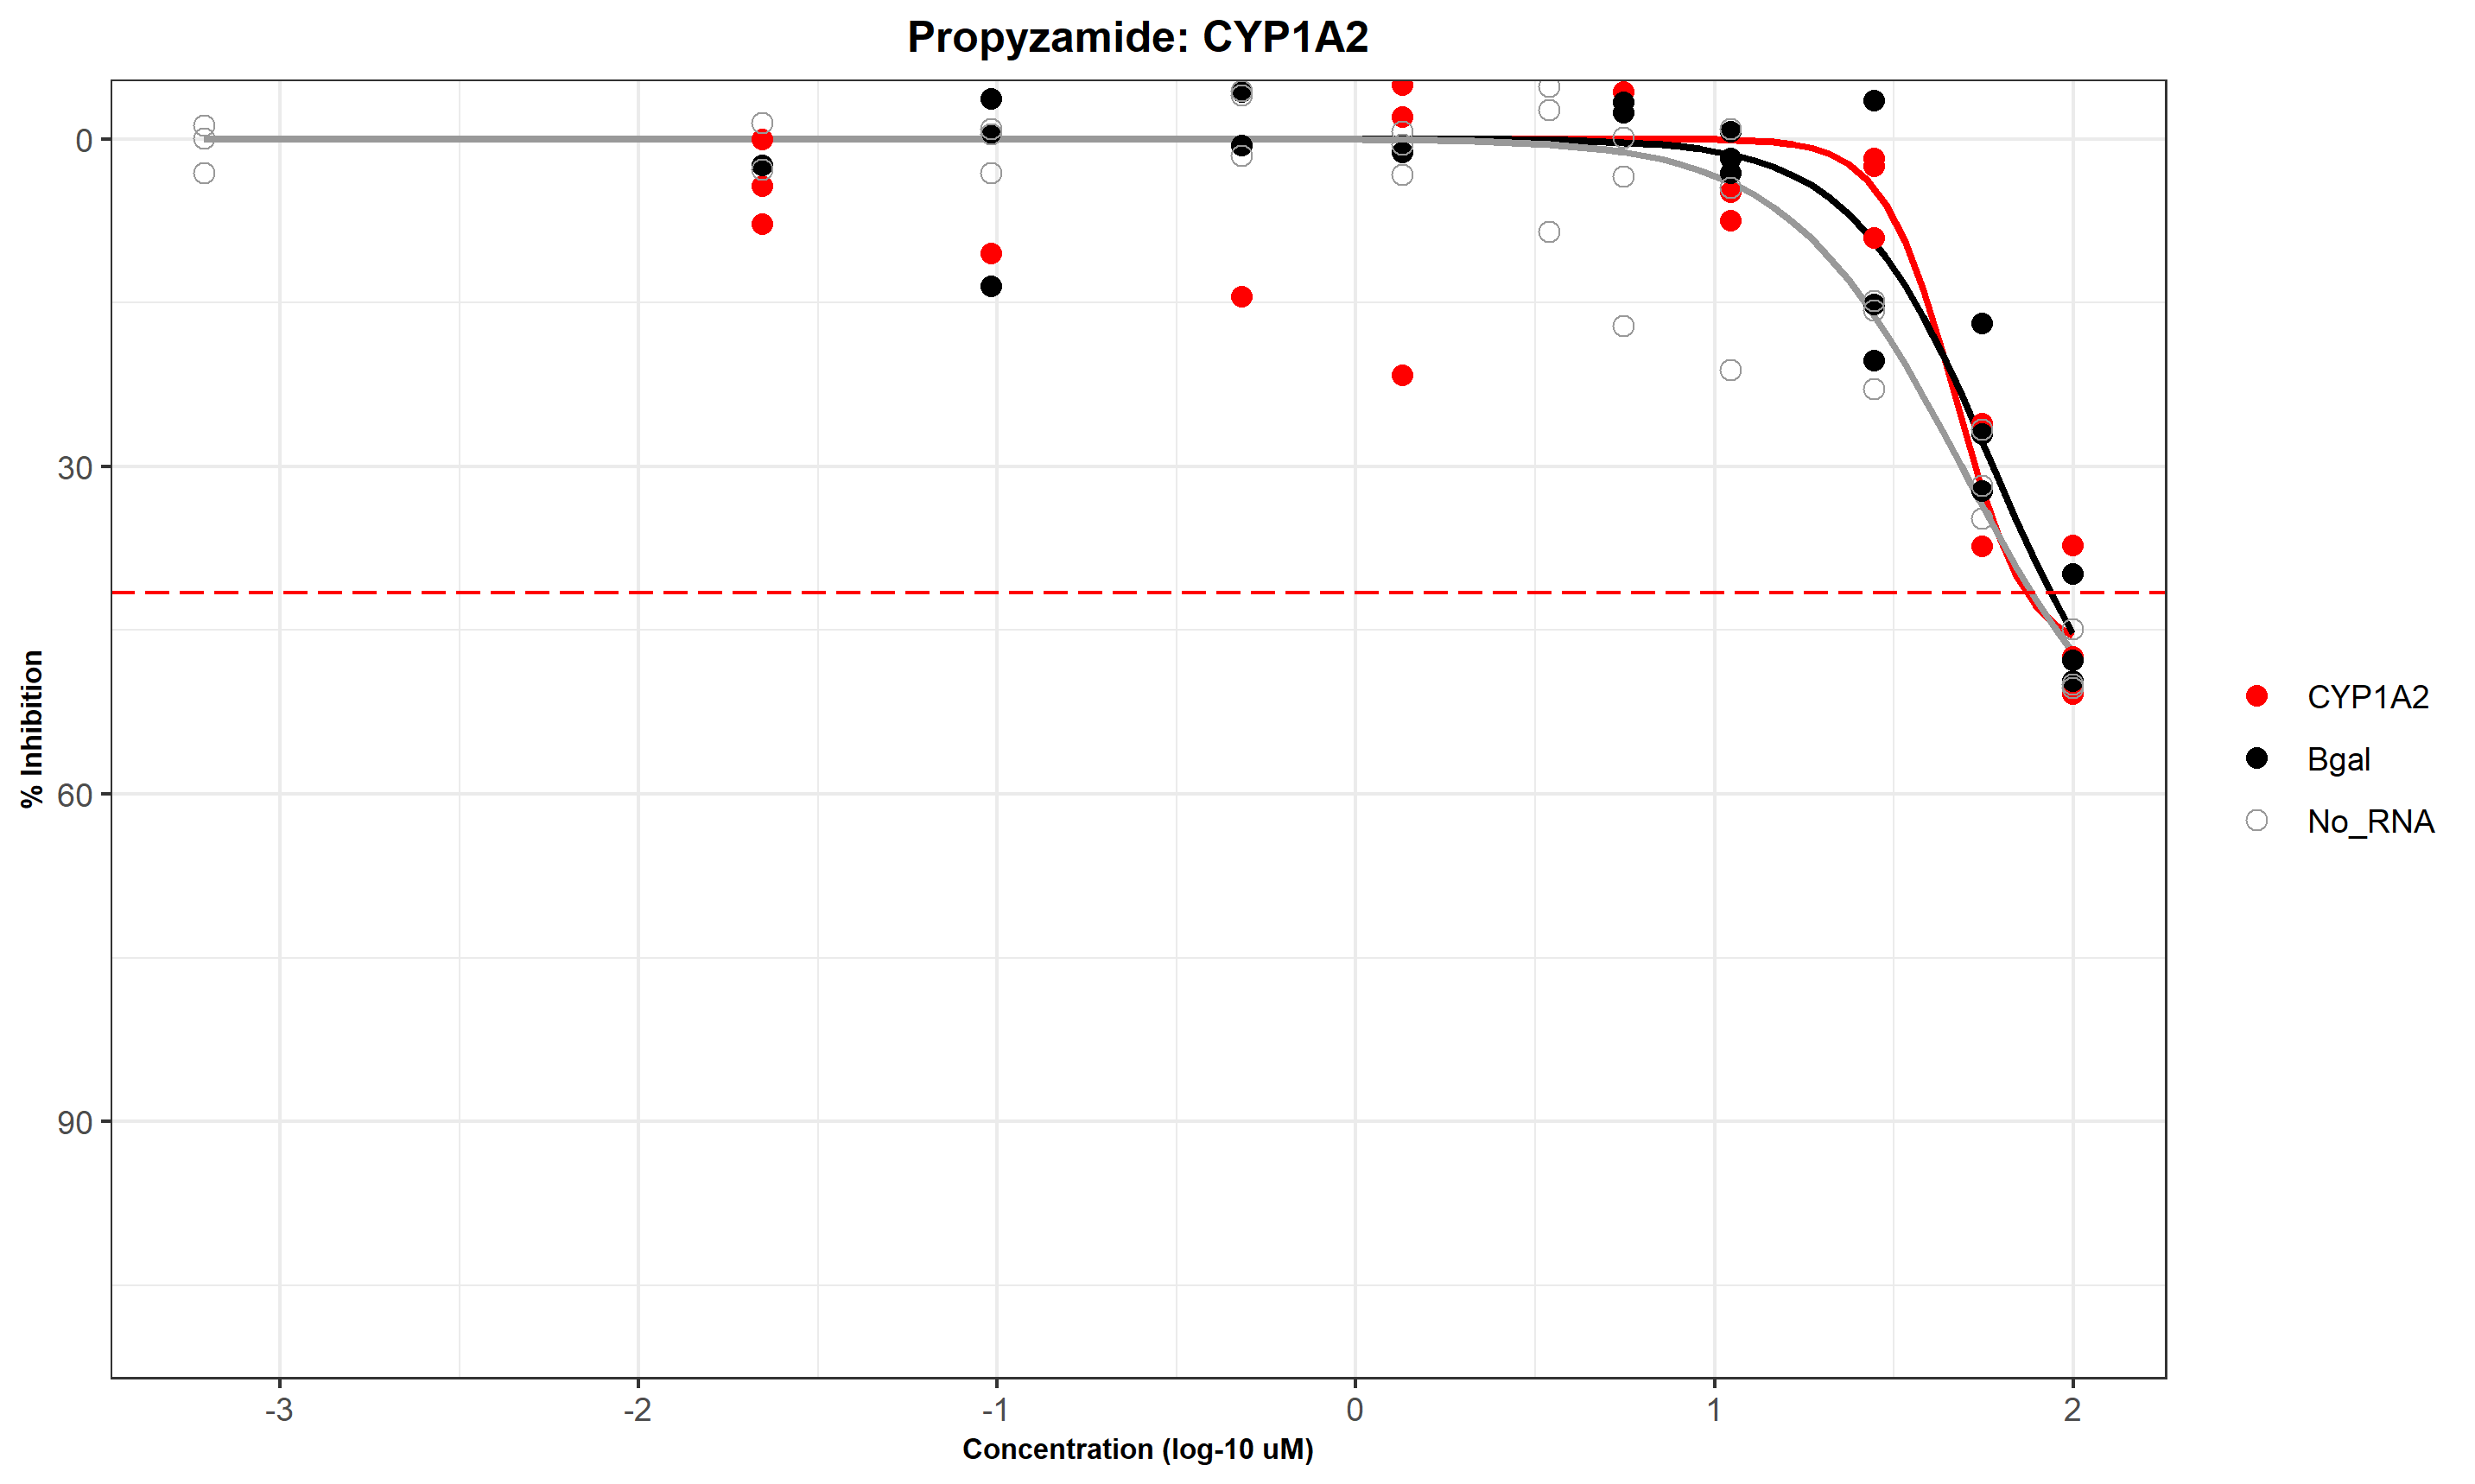 Propyzamide: CYP1A2
% Inhibition
0
30
60
90
-3
-2
-1
0
1
2
Concentration (log-10 uM)
CYP1A2
Bgal
No_RNA